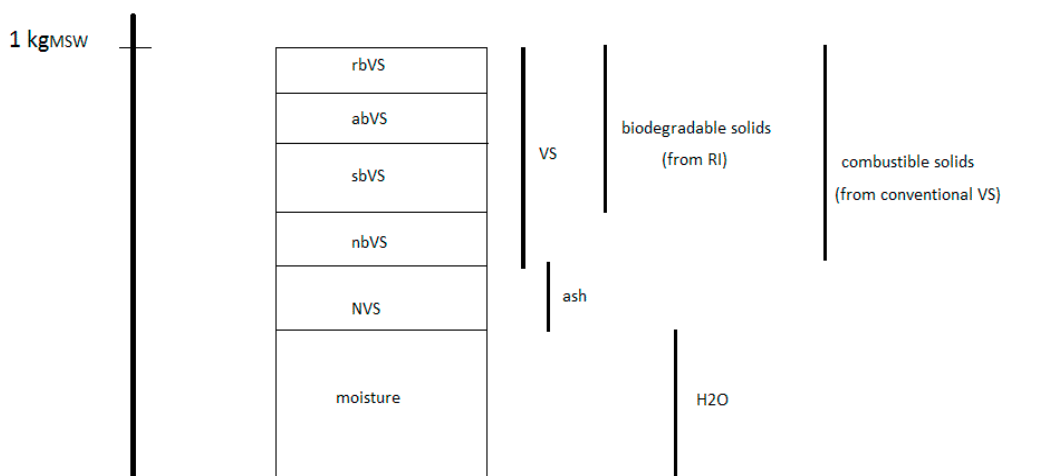 1 kgMSW
rbVS
abVS
sbVS
nbVS
NVS
moisture
VS
ash
biodegradable solids
(from RI)
H2O
combustible solids
(from conventional VS)